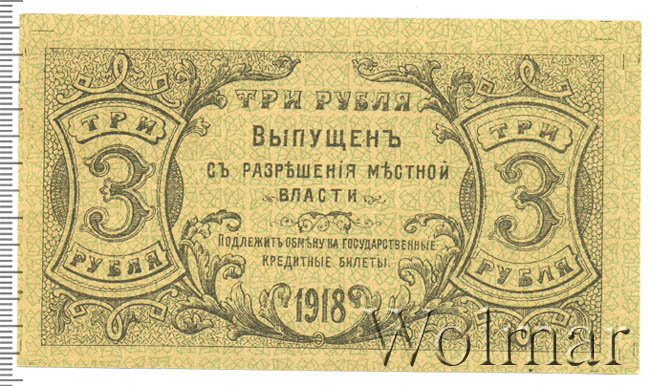 ТРИ РУБЛЯ
ТРИ
3
РУБЛЯ
ВЫПУЩЕНЪ
СЪ РАЗРѢШЕНІЯ МѢСТНОЙ
ВЛАСТИ
ПОДЛЕЖИТЪ ОБМѢНУ НА ГОСУДАРСТВЕННЫЕ
КРЕДИТНЫЕ БИЛЕТЫ.
1918
ТРИ
3
РУБЛЯ
Wolmar